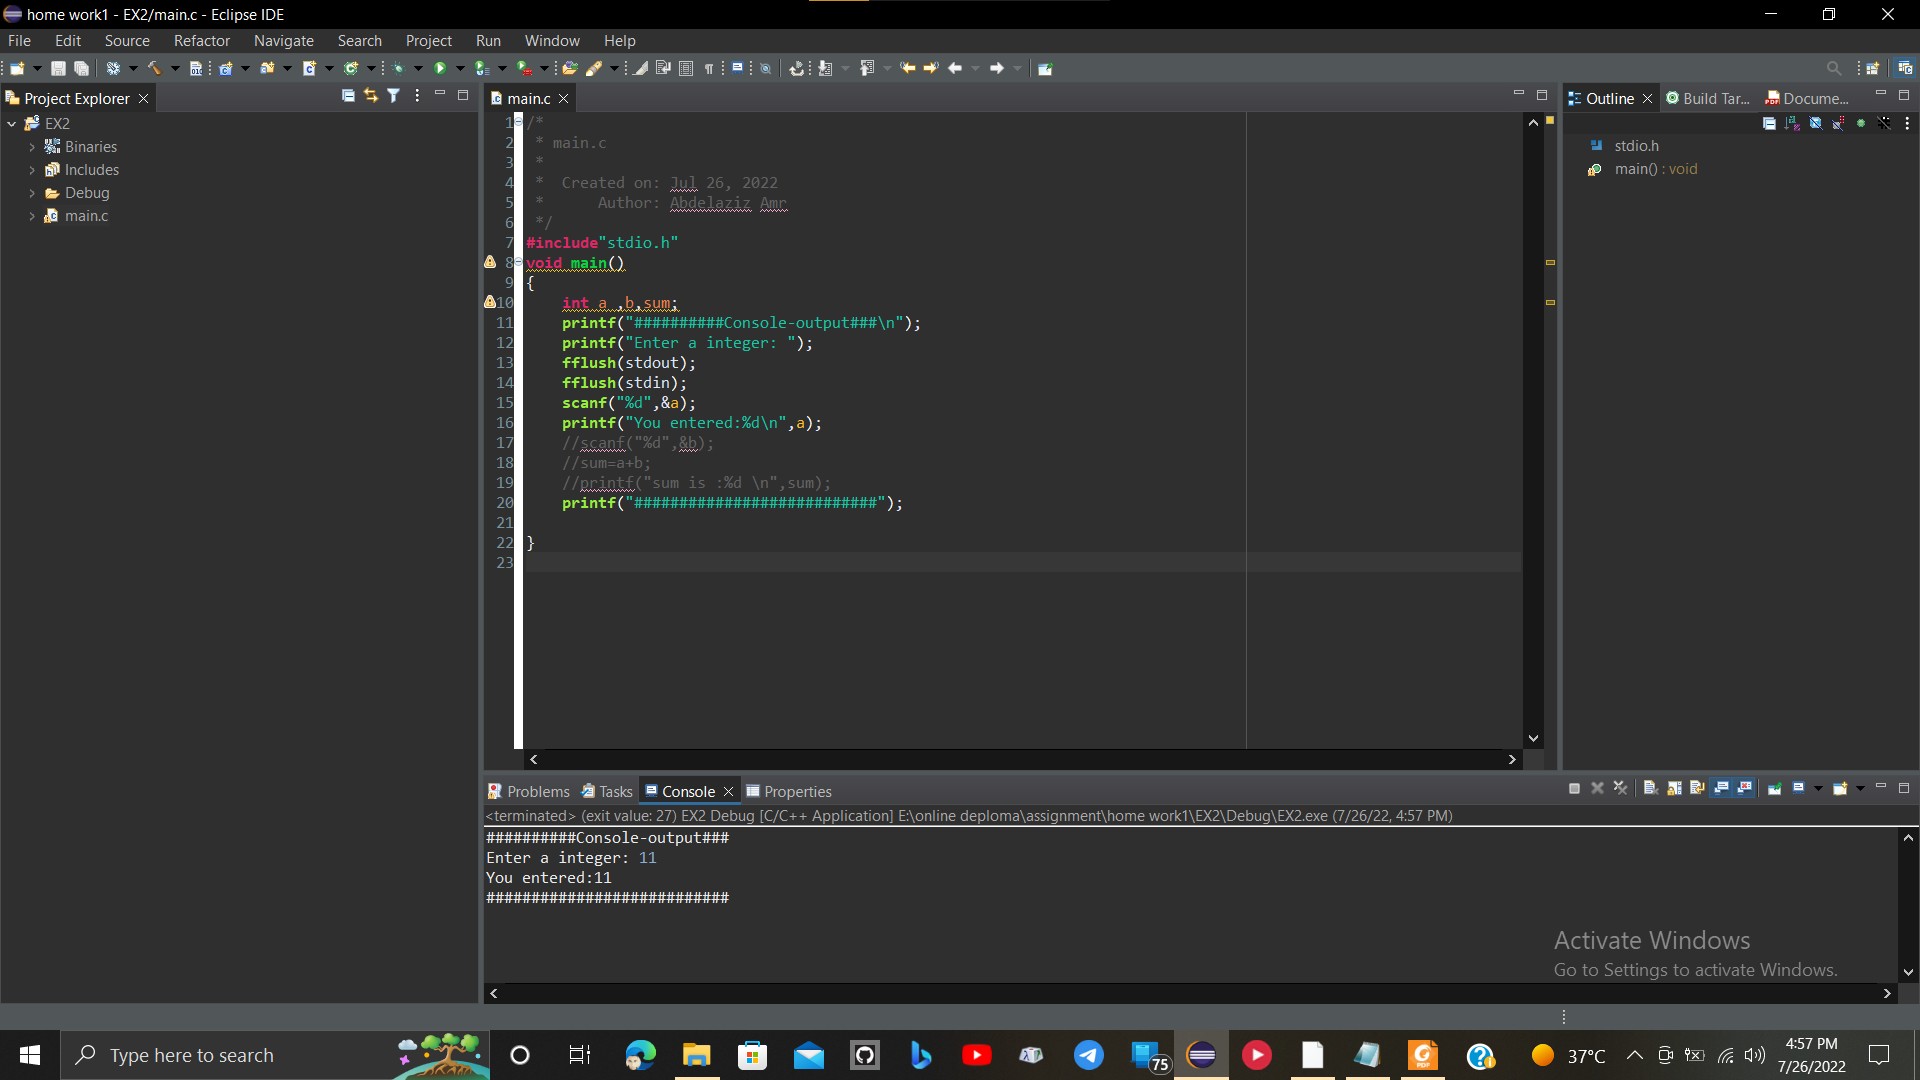 home work1 - EX2/main.c - Eclipse IDE
File Edit Source Refactor Navigate Search Project Run Window Help
Project Explorer
EX2
Binaries
Includes
Debug
main.c
main.c
1 /*
2  * main.c
3  *
4  *  Created on: Jul 26, 2022
5  *      Author: Abdelaziz Amr
6  */
7 #include"stdio.h"
8 void main()
9 {
10     int a ,b,sum;
11     printf("##########Console-output###\n");
12     printf("Enter a integer: ");
13     fflush(stdout);
14     fflush(stdin);
15     scanf("%d",&a);
16     printf("You entered:%d\n",a);
17     //scanf("%d",&b);
18     //sum=a+b;
19     //printf("sum is :%d \n",sum);
20     printf("###########################");
21
22 }
23
Outline Build Tar... Docume...
stdio.h
main() : void
Problems Tasks Console Properties
<terminated> (exit value: 27) EX2 Debug [C/C++ Application] E:\online deploma\assignment\home work1\EX2\Debug\EX2.exe (7/26/22, 4:57 PM)
##########Console-output###
Enter a integer: 11
You entered:11
###########################
Activate Windows
Go to Settings to activate Windows.
Type here to search
75
37°C
4:57 PM
7/26/2022